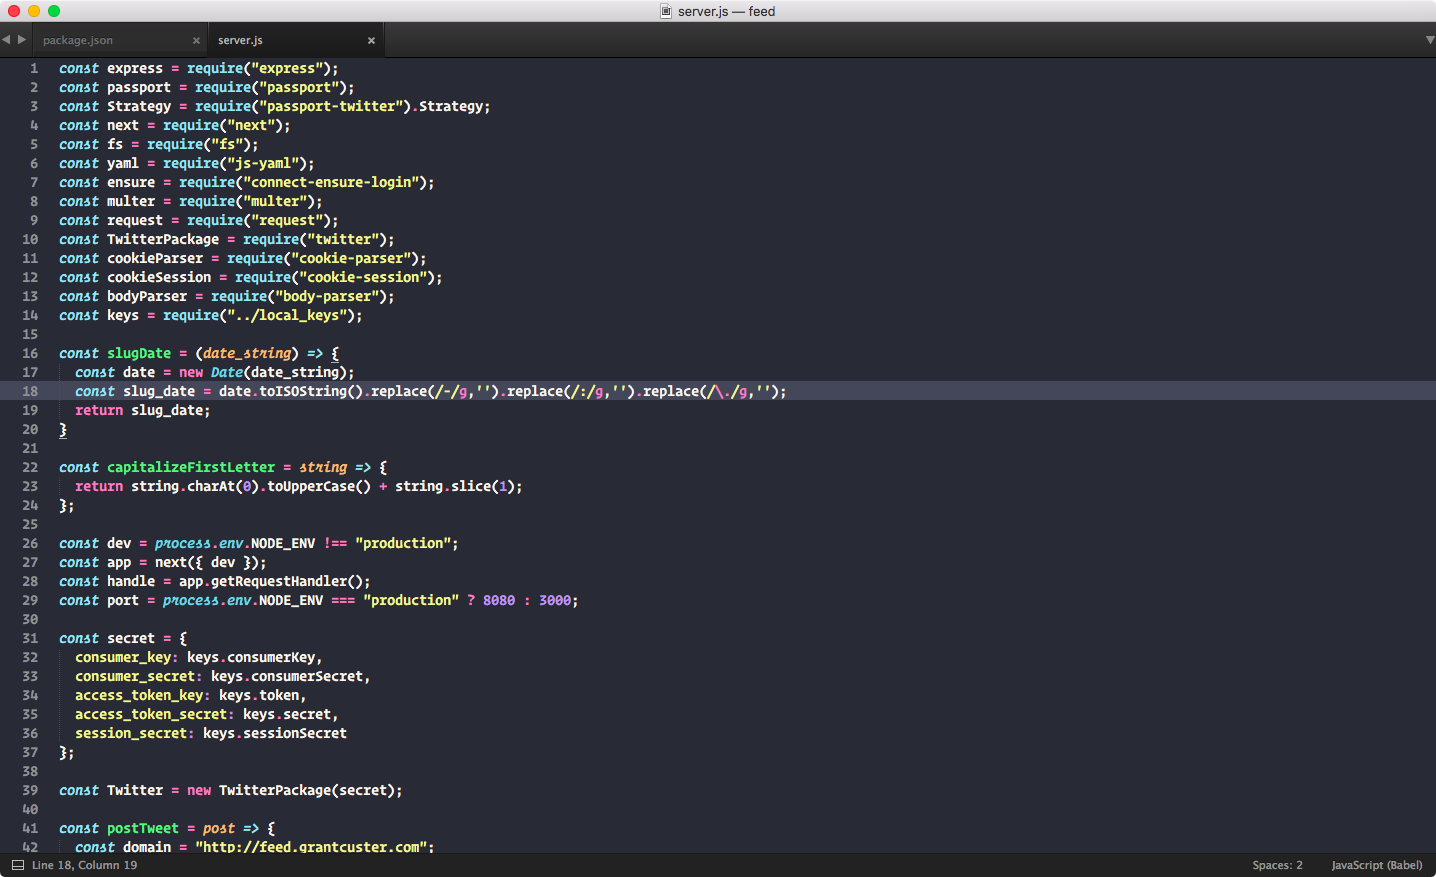 server.js — feed
package.json × server.js ×
1 const express = require("express");
2 const passport = require("passport");
3 const Strategy = require("passport-twitter").Strategy;
4 const next = require("next");
5 const fs = require("fs");
6 const yaml = require("js-yaml");
7 const ensure = require("connect-ensure-login");
8 const multer = require("multer");
9 const request = require("request");
10 const TwitterPackage = require("twitter");
11 const cookieParser = require("cookie-parser");
12 const cookieSession = require("cookie-session");
13 const bodyParser = require("body-parser");
14 const keys = require("../local_keys");
15
16 const slugDate = (date_string) => {
17   const date = new Date(date_string);
18   const slug_date = date.toISOString().replace(/-/g,'').replace(/:/g,'').replace(/\./g,'');
19   return slug_date;
20 }
21
22 const capitalizeFirstLetter = string => {
23   return string.charAt(0).toUpperCase() + string.slice(1);
24 };
25
26 const dev = process.env.NODE_ENV !== "production";
27 const app = next({ dev });
28 const handle = app.getRequestHandler();
29 const port = process.env.NODE_ENV === "production" ? 8080 : 3000;
30
31 const secret = {
32   consumer_key: keys.consumerKey,
33   consumer_secret: keys.consumerSecret,
34   access_token_key: keys.token,
35   access_token_secret: keys.secret,
36   session_secret: keys.sessionSecret
37 };
38
39 const Twitter = new TwitterPackage(secret);
40
41 const postTweet = post => {
42   const domain = "http://feed.grantcuster.com";
Line 18, Column 19 Spaces: 2 JavaScript (Babel)